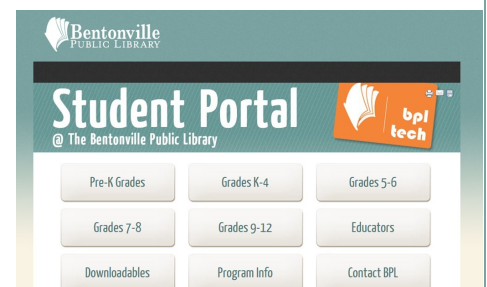 Bentonville
PUBLIC LIBRARY
Student Portal
@ The Bentonville Public Library
bpl
tech
Pre-K Grades
Grades K-4
Grades 5-6
Grades 7-8
Grades 9-12
Educators
Downloadables
Program Info
Contact BPL